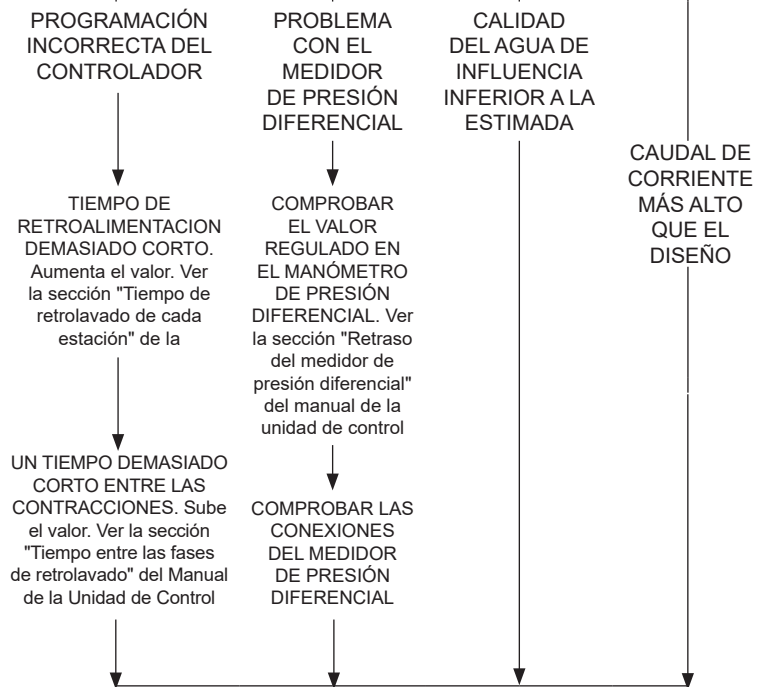 PROGRAMACIÓN
INCORRECTA DEL
CONTROLADOR
TIEMPO DE
RETROALIMENTACION
DEMASIADO CORTO.
Aumenta el valor. Ver
la sección "Tiempo de
retrolavado de cada
estación" de la
UN TIEMPO DEMASIADO
CORTO ENTRE LAS
CONTRACCIONES. Sube
el valor. Ver la sección
"Tiempo entre las fases
de retrolavado" del Manual
de la Unidad de Control
PROBLEMA
CON EL
MEDIDOR
DE PRESIÓN
DIFERENCIAL
COMPROBAR
EL VALOR
REGULADO EN
EL MANÓMETRO
DE PRESIÓN
DIFERENCIAL. Ver
la sección "Retraso
del medidor de
presión diferencial"
del manual de la
unidad de control
COMPROBAR LAS
CONEXIONES
DEL MEDIDOR
DE PRESIÓN
DIFERENCIAL
CALIDAD
DEL AGUA DE
INFLUENCIA
INFERIOR A LA
ESTIMADA
CAUDAL DE
CORRIENTE
MÁS ALTO
QUE EL
DISEÑO